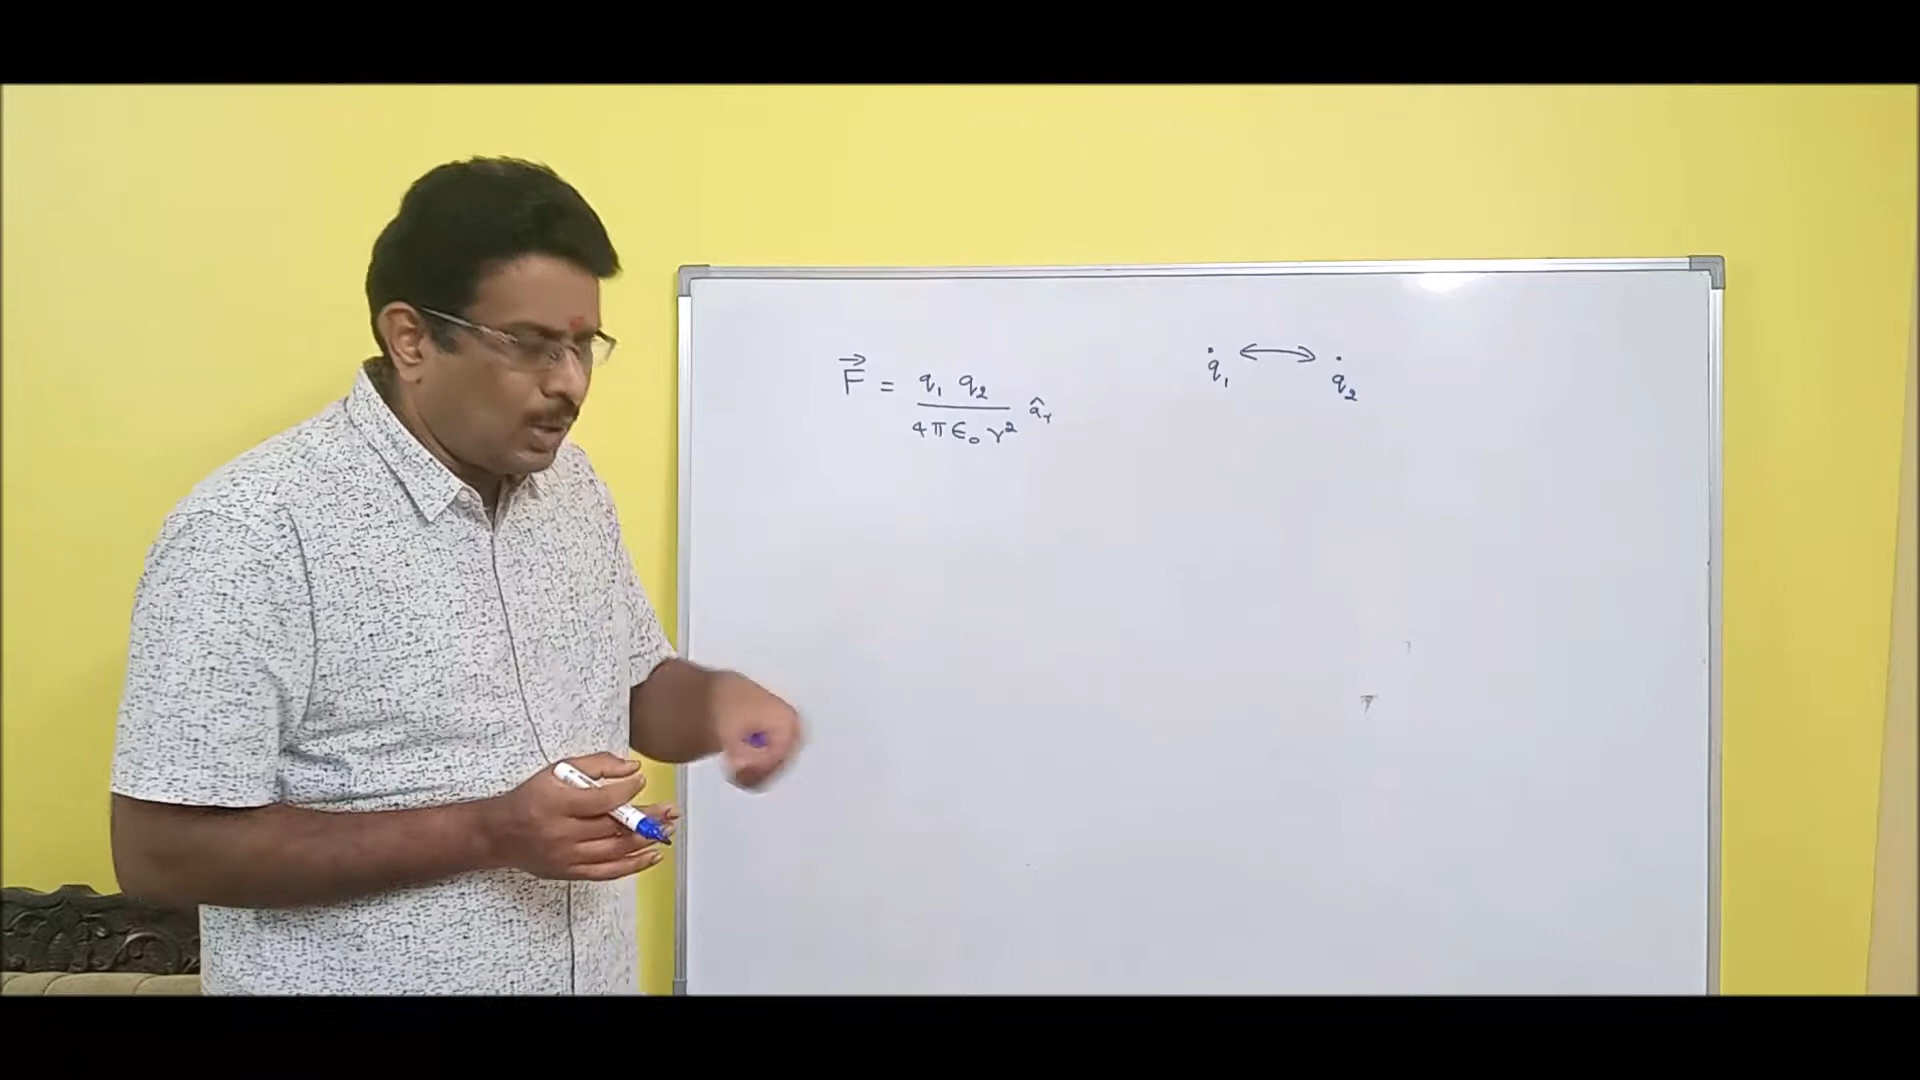 F⃗ = q₁ q₂ / 4πϵ₀ r² âᵣ
q₁ ↔ q₂